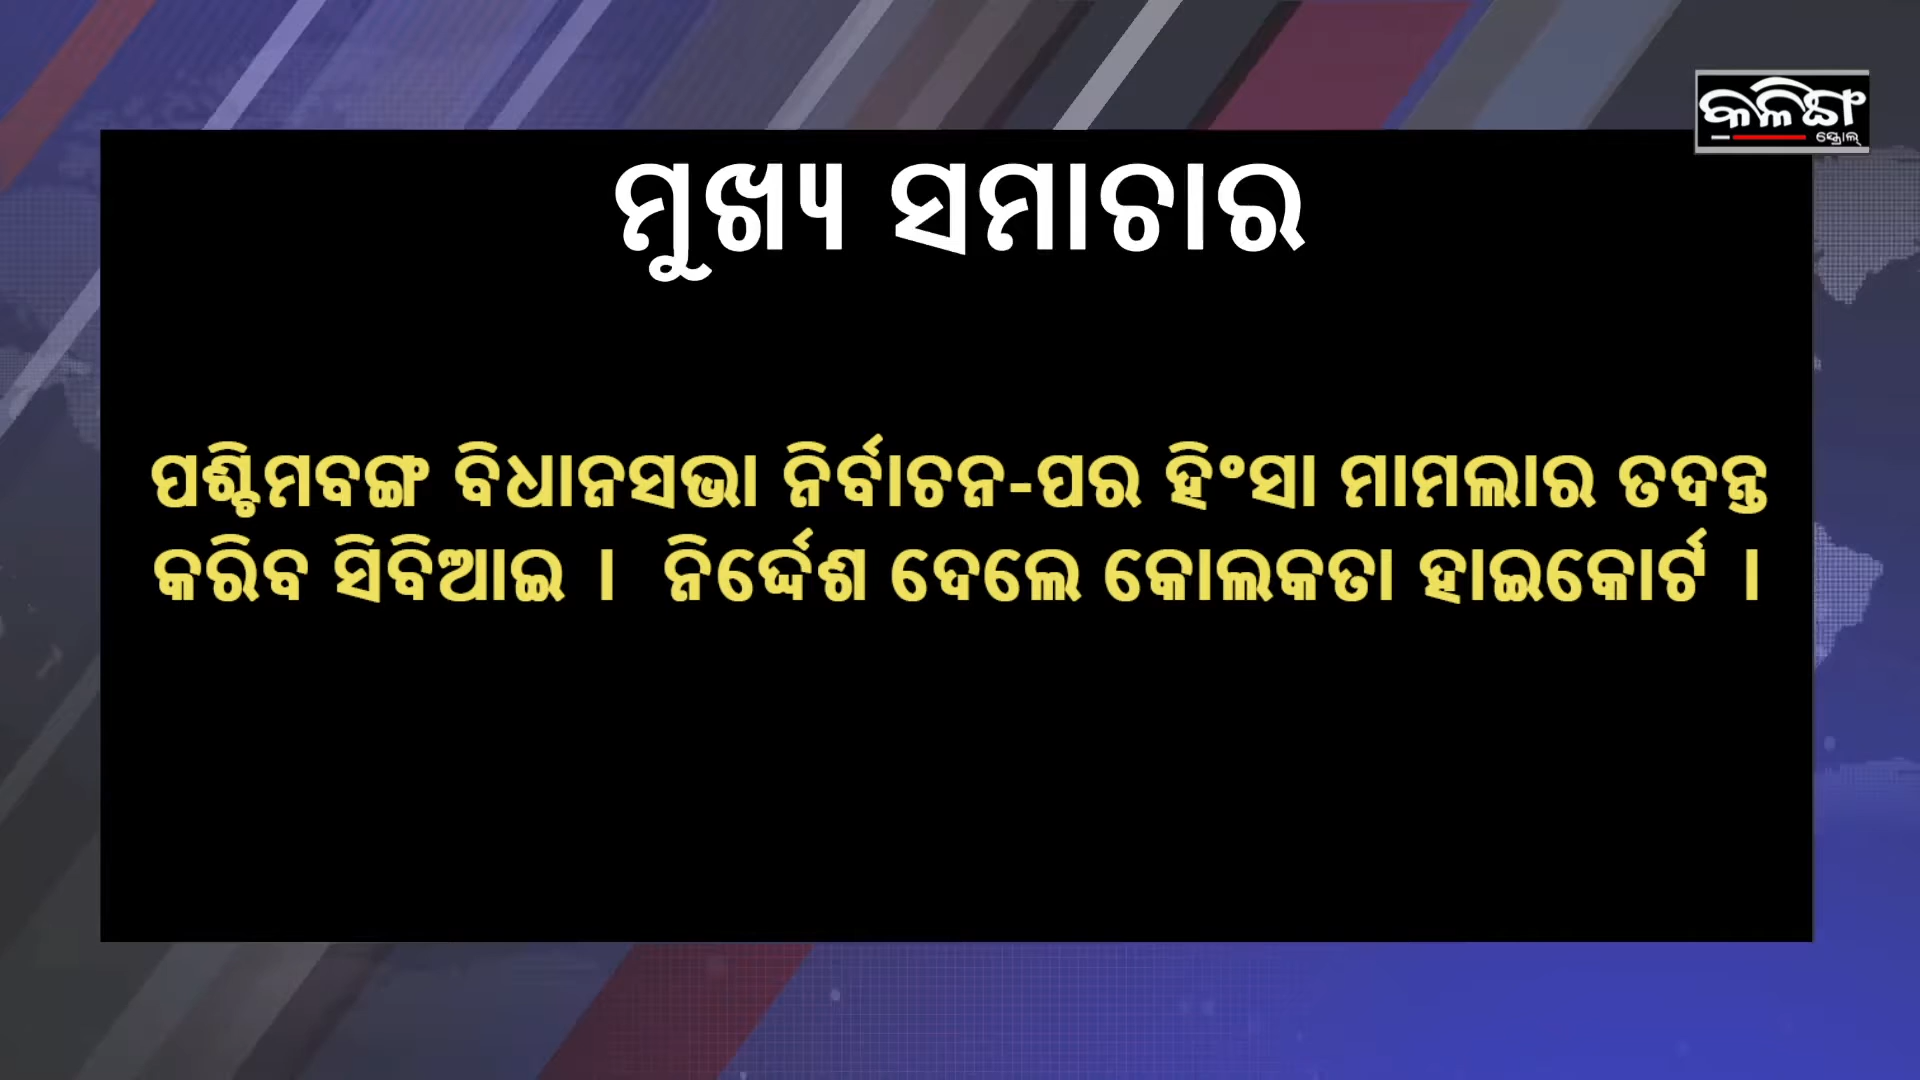 କଳିଙ୍ଗ
ସ୍କ୍ରୋଲ୍
ମୁଖ୍ୟ ସମାଚାର
ପଶ୍ଚିମବଙ୍ଗ ବିଧାନସଭା ନିର୍ବାଚନ-ପର ହିଂସା ମାମଲାର ତଦନ୍ତ
କରିବ ସିବିଆଇ । ନିର୍ଦ୍ଦେଶ ଦେଲେ କୋଲକତା ହାଇକୋର୍ଟ ।